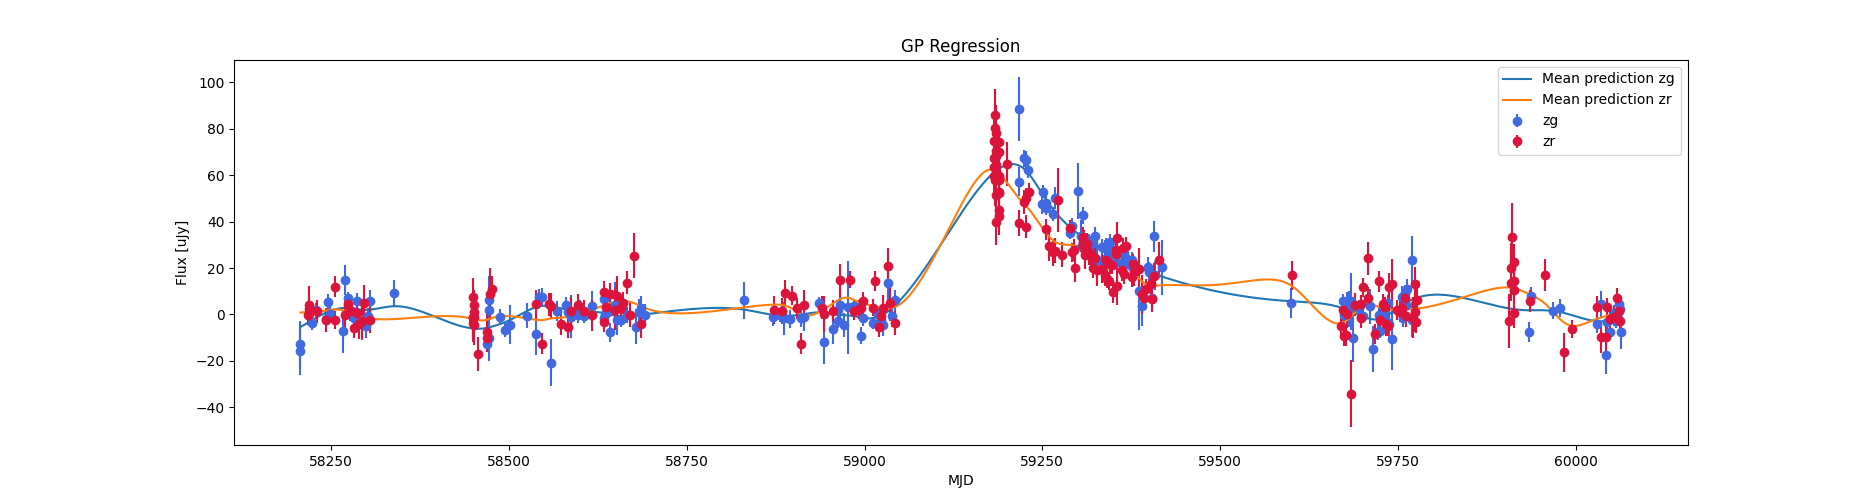 GP Regression
Flux [uJy]
100
80
60
40
20
0
−20
−40
Mean prediction zg
Mean prediction zr
zg
zr
58250
58500
58750
59000
59250
59500
59750
60000
MJD